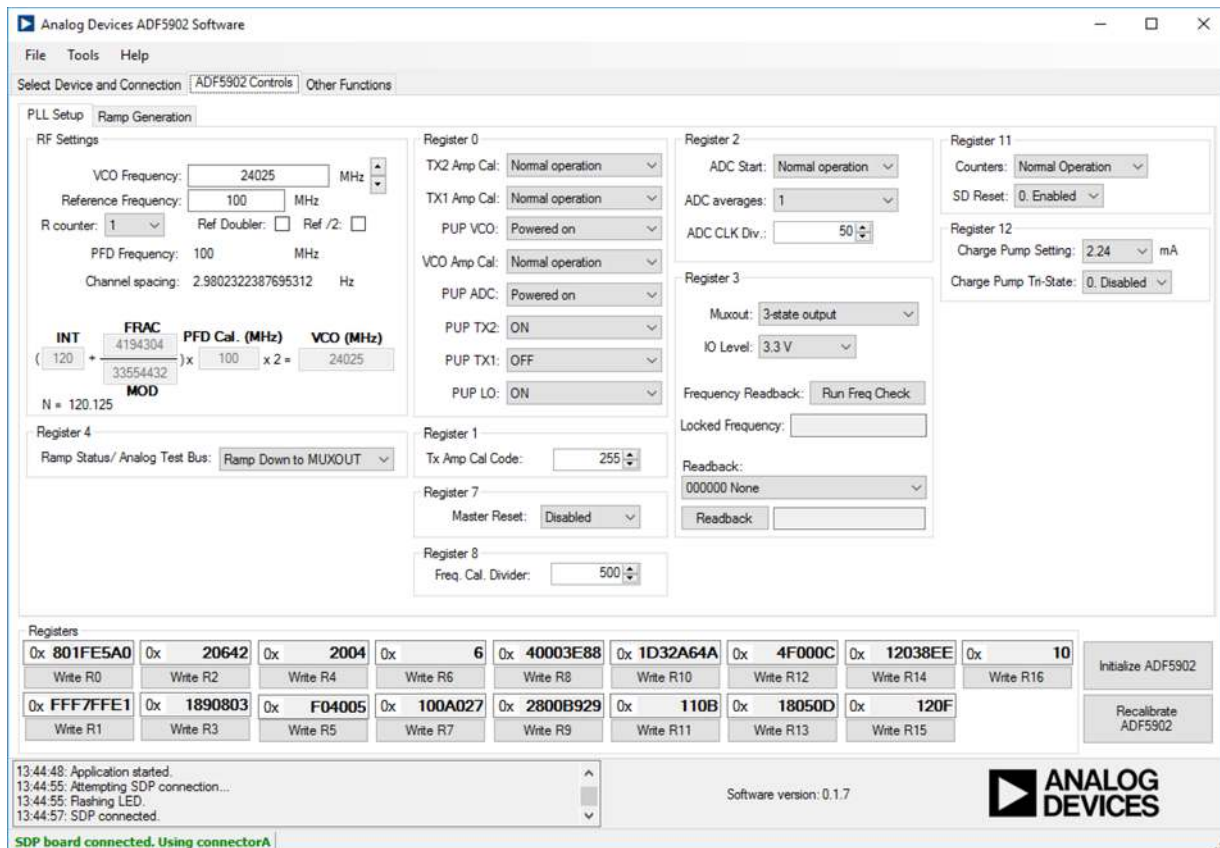 Analog Devices ADF5902 Software
File Tools Help
Select Device and Connection ADF5902 Controls Other Functions
PLL Setup Ramp Generation
RF Settings
VCO Frequency: 24025 MHz
Reference Frequency: 100 MHz
R counter: 1 Ref Doubler: Ref /2:
PFD Frequency: 100 MHz
Channel spacing: 2.9802322387695312 Hz
INT FRAC PFD Cal. (MHz) VCO (MHz)
( 120 + 4194304 ) x 100 x 2 = 24025
33554432
MOD
N = 120.125
Register 4
Ramp Status/ Analog Test Bus: Ramp Down to MUXOUT
Register 0
TX2 Amp Cal: Normal operation
TX1 Amp Cal: Normal operation
PUP VCO: Powered on
VCO Amp Cal: Normal operation
PUP ADC: Powered on
PUP TX2: ON
PUP TX1: OFF
PUP LO: ON
Register 1
Tx Amp Cal Code: 255
Register 7
Master Reset: Disabled
Register 8
Freq. Cal. Divider: 500
Register 2
ADC Start: Normal operation
ADC averages: 1
ADC CLK Div.: 50
Register 3
Muxout: 3-state output
IO Level: 3.3 V
Frequency Readback: Run Freq Check
Locked Frequency:
Readback:
000000 None
Readback
Register 11
Counters: Normal Operation
SD Reset: 0. Enabled
Register 12
Charge Pump Setting: 2.24 mA
Charge Pump Tri-State: 0. Disabled
Registers
0x 801FE5A0 0x 20642 0x 2004 0x 6 0x 40003E88 0x 1D32A64A 0x 4F000C 0x 12038EE 0x 10
Write R0 Write R2 Write R4 Write R6 Write R8 Write R10 Write R12 Write R14 Write R16
0x FFF7FFE1 0x 1890803 0x F04005 0x 100A027 0x 2800B929 0x 110B 0x 18050D 0x 120F
Write R1 Write R3 Write R5 Write R7 Write R9 Write R11 Write R13 Write R15
Initialize ADF5902
Recalibrate
ADF5902
13:44:48: Application started.
13:44:55: Attempting SDP connection...
13:44:55: Flashing LED.
13:44:57: SDP connected.
Software version: 0.1.7
ANALOG
DEVICES
SDP board connected. Using connectorA